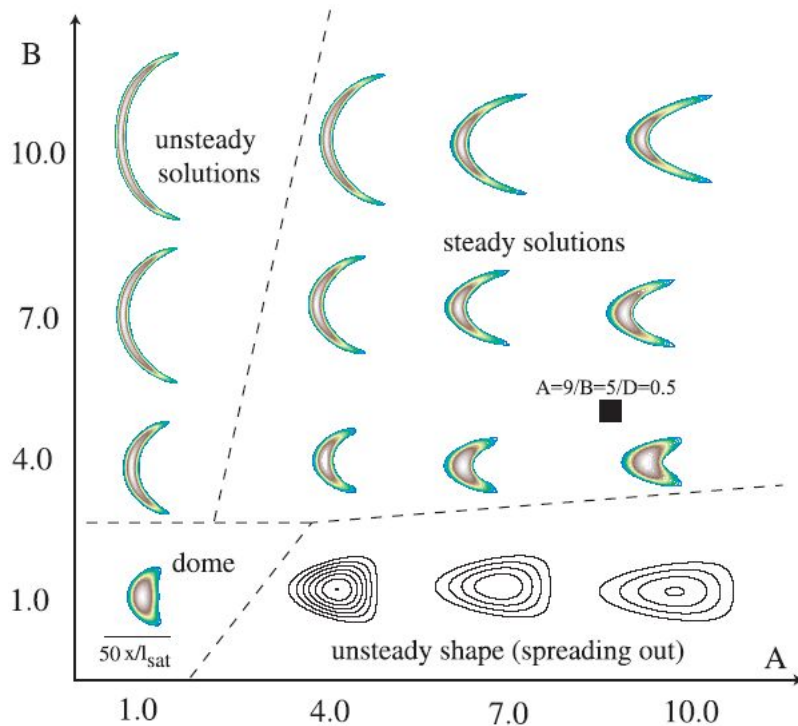 B
10.0
unsteady
solutions
steady solutions
7.0
A=9/B=5/D=0.5
4.0
dome
1.0
50 x/lsat
unsteady shape (spreading out)
A
1.0
4.0
7.0
10.0